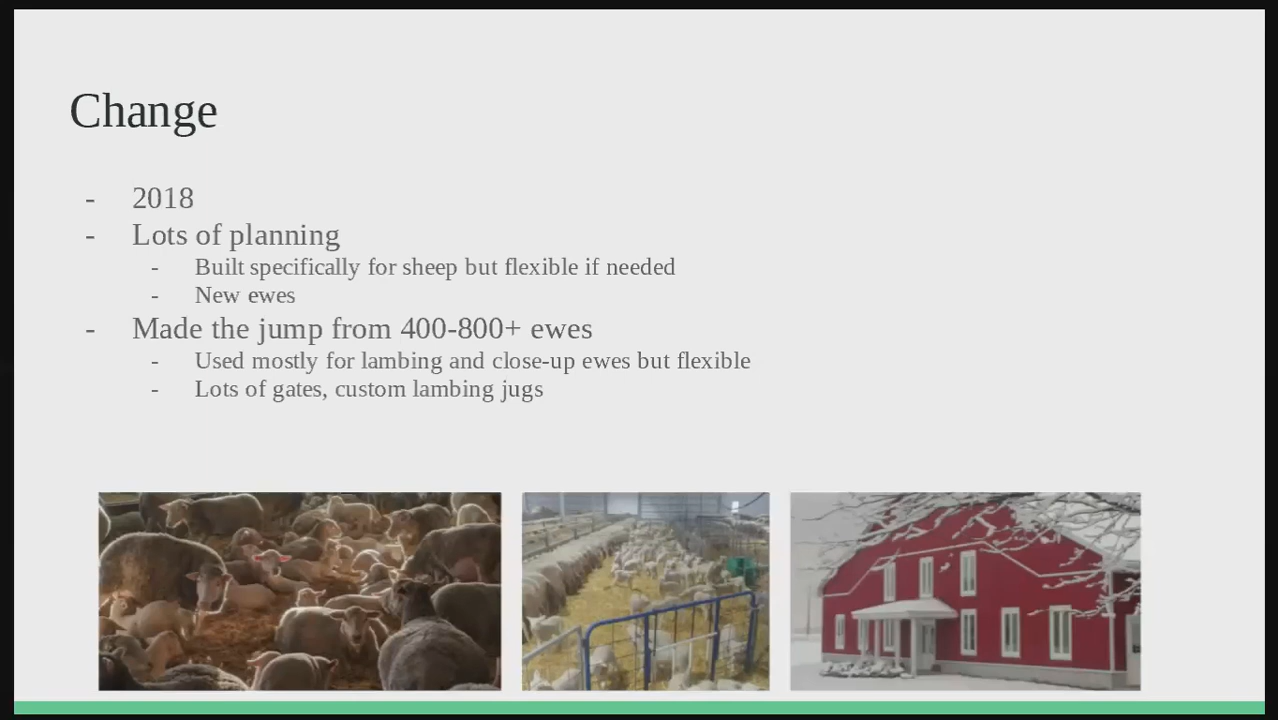 Change
- 2018
- Lots of planning
- Built specifically for sheep but flexible if needed
- New ewes
- Made the jump from 400-800+ ewes
- Used mostly for lambing and close-up ewes but flexible
- Lots of gates, custom lambing jugs